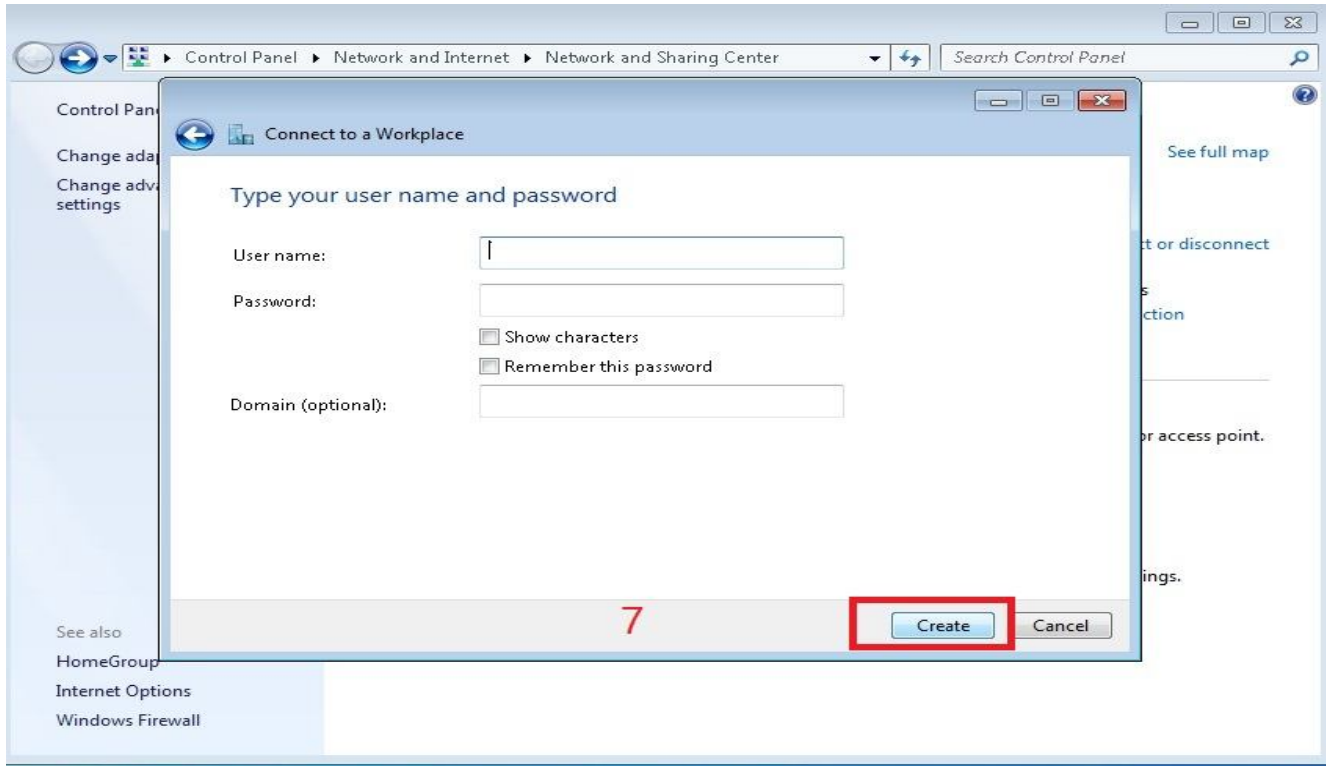 Control Panel ▸ Network and Internet ▸ Network and Sharing Center
Search Control Panel
Control Pan
Change ada
Change adv
settings
See also
HomeGroup
Internet Options
Windows Firewall
Connect to a Workplace
Type your user name and password
User name:
Password:
Show characters
Remember this password
Domain (optional):
7
Create
Cancel
See full map
t or disconnect
s
ction
or access point.
ings.